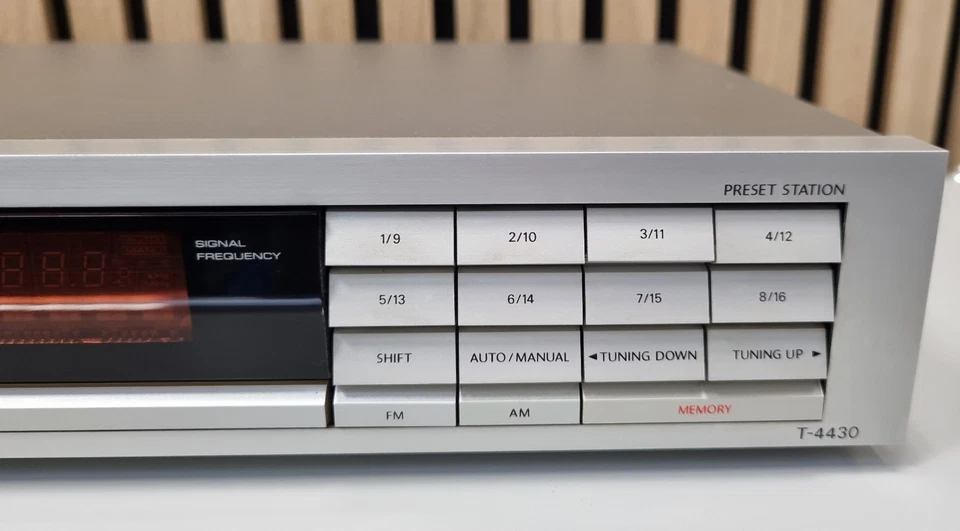 PRESET STATION
SIGNAL
FREQUENCY
1/9 2/10 3/11 4/12
5/13 6/14 7/15 8/16
SHIFT AUTO/MANUAL ◄TUNING DOWN TUNING UP ►
FM AM MEMORY
T-4430